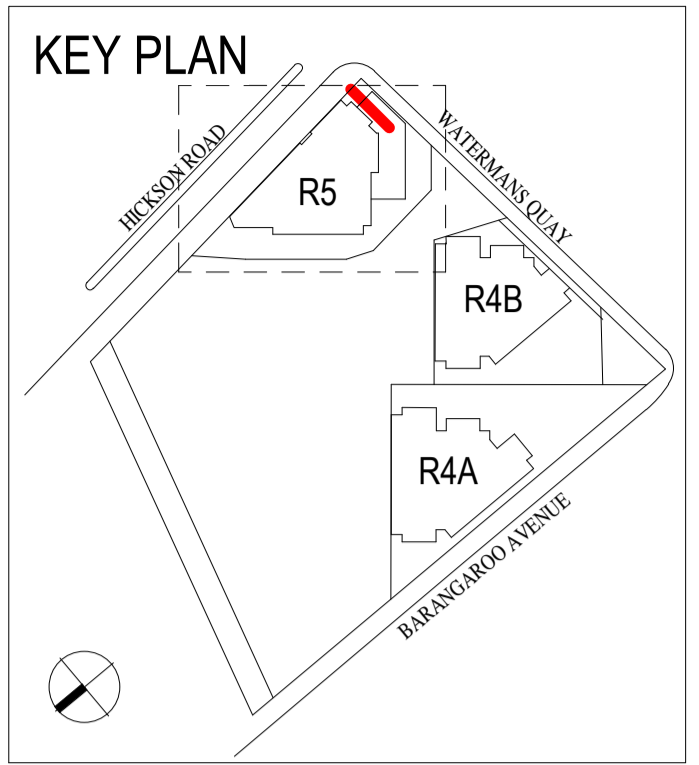 KEY PLAN
HICKSON ROAD
WATERMANS QUAY
R5
R4B
R4A
BARANGAROO AVENUE